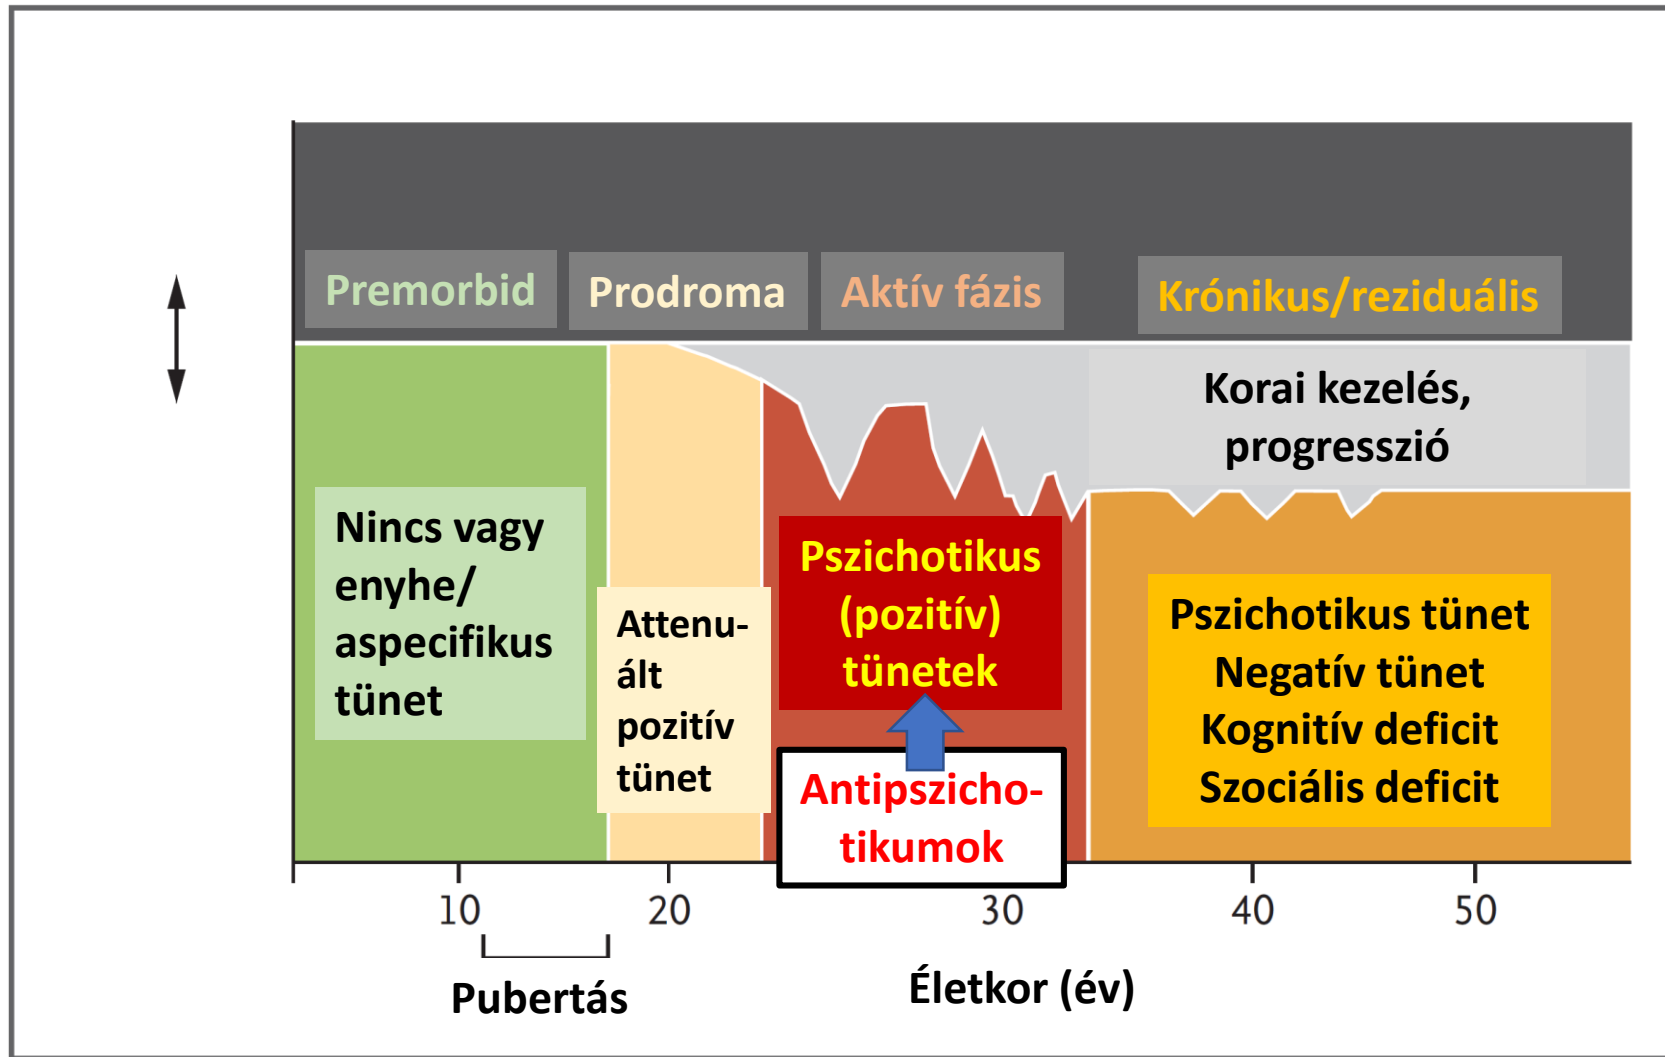 Premorbid
Prodroma
Aktív fázis
Krónikus/reziduális
Korai kezelés,
progresszió
Nincs vagy
enyhe/
aspecifikus
tünet
Attenu-
ált
pozitív
tünet
Pszichotikus
(pozitív)
tünetek
Antipszicho-
tikumok
Pszichotikus tünet
Negatív tünet
Kognitív deficit
Szociális deficit
10 20 30 40 50
Pubertás
Életkor (év)